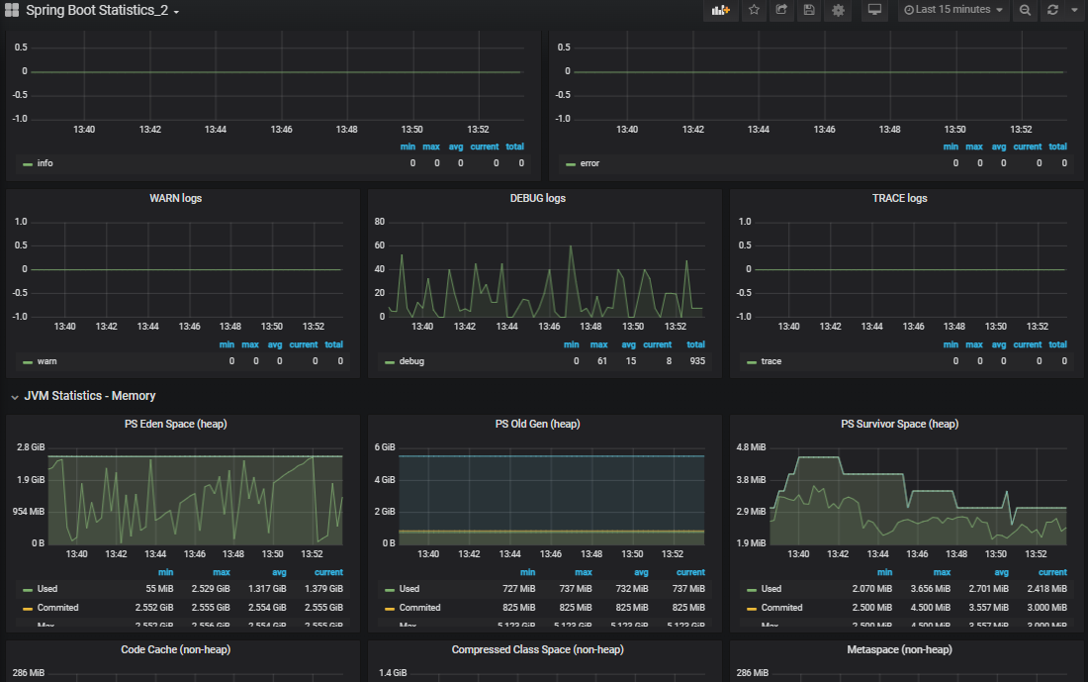 Spring Boot Statistics_2
Last 15 minutes
0.5
0
-0.5
-1.0
13:40 13:42 13:44 13:46 13:48 13:50 13:52
min max avg current total
info 0 0 0 0 0
0.5
0
-0.5
-1.0
13:40 13:42 13:44 13:46 13:48 13:50 13:52
min max avg current total
error 0 0 0 0 0
WARN logs
1.0
0.5
0
-0.5
-1.0
13:40 13:42 13:44 13:46 13:48 13:50 13:52
min max avg current total
warn 0 0 0 0 0
DEBUG logs
80
60
40
20
0
13:40 13:42 13:44 13:46 13:48 13:50 13:52
min max avg current total
debug 0 61 15 8 935
TRACE logs
1.0
0.5
0
-0.5
-1.0
13:40 13:42 13:44 13:46 13:48 13:50 13:52
min max avg current total
trace 0 0 0 0 0
JVM Statistics - Memory
PS Eden Space (heap)
2.8 GiB
1.9 GiB
954 MiB
0 B
13:40 13:42 13:44 13:46 13:48 13:50 13:52
min max avg current
Used 55 MiB 2.529 GiB 1.317 GiB 1.379 GiB
Commited 2.552 GiB 2.555 GiB 2.554 GiB 2.555 GiB
Max 2.552 GiB 2.556 GiB 2.554 GiB 2.555 GiB
PS Old Gen (heap)
6 GiB
4 GiB
2 GiB
0 B
13:40 13:42 13:44 13:46 13:48 13:50 13:52
min max avg current
Used 727 MiB 737 MiB 732 MiB 737 MiB
Commited 825 MiB 825 MiB 825 MiB 825 MiB
Max 5.123 GiB 5.123 GiB 5.123 GiB 5.123 GiB
PS Survivor Space (heap)
4.8 MiB
3.8 MiB
2.9 MiB
1.9 MiB
13:40 13:42 13:44 13:46 13:48 13:50 13:52
min max avg current
Used 2.070 MiB 3.656 MiB 2.701 MiB 2.418 MiB
Commited 2.500 MiB 4.500 MiB 3.557 MiB 3.000 MiB
Max 2.500 MiB 4.500 MiB 3.557 MiB 3.000 MiB
Code Cache (non-heap)
286 MiB
Compressed Class Space (non-heap)
1.4 GiB
Metaspace (non-heap)
286 MiB